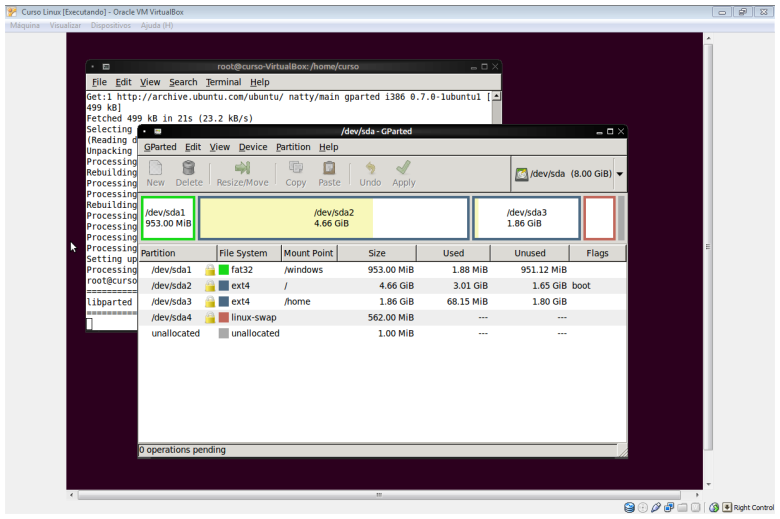 Curso Linux [Executando] - Oracle VM VirtualBox
Máquina Visualizar Dispositivos Ajuda (H)
root@curso-VirtualBox: /home/curso
File Edit View Search Terminal Help
Get:1 http://archive.ubuntu.com/ubuntu/ natty/main gparted i386 0.7.0-1ubuntu1 [
499 kB]
Fetched 499 kB in 21s (23.2 kB/s)
Selecting
(Reading d
Unpacking
Processing
Rebuilding
Processing
Processing
Rebuilding
Processing
Processing
Processing
Processing
Setting up
Processing
root@curso
==========
libparted
==========
/dev/sda - GParted
GParted Edit View Device Partition Help
New Delete Resize/Move Copy Paste Undo Apply
/dev/sda (8.00 GiB)
/dev/sda1 /dev/sda2 /dev/sda3
953.00 MiB 4.66 GiB 1.86 GiB
Partition File System Mount Point Size Used Unused Flags
/dev/sda1 fat32 /windows 953.00 MiB 1.88 MiB 951.12 MiB
/dev/sda2 ext4 / 4.66 GiB 3.01 GiB 1.65 GiB boot
/dev/sda3 ext4 /home 1.86 GiB 68.15 MiB 1.80 GiB
/dev/sda4 linux-swap 562.00 MiB --- ---
unallocated unallocated 1.00 MiB --- ---
0 operations pending
Right Control